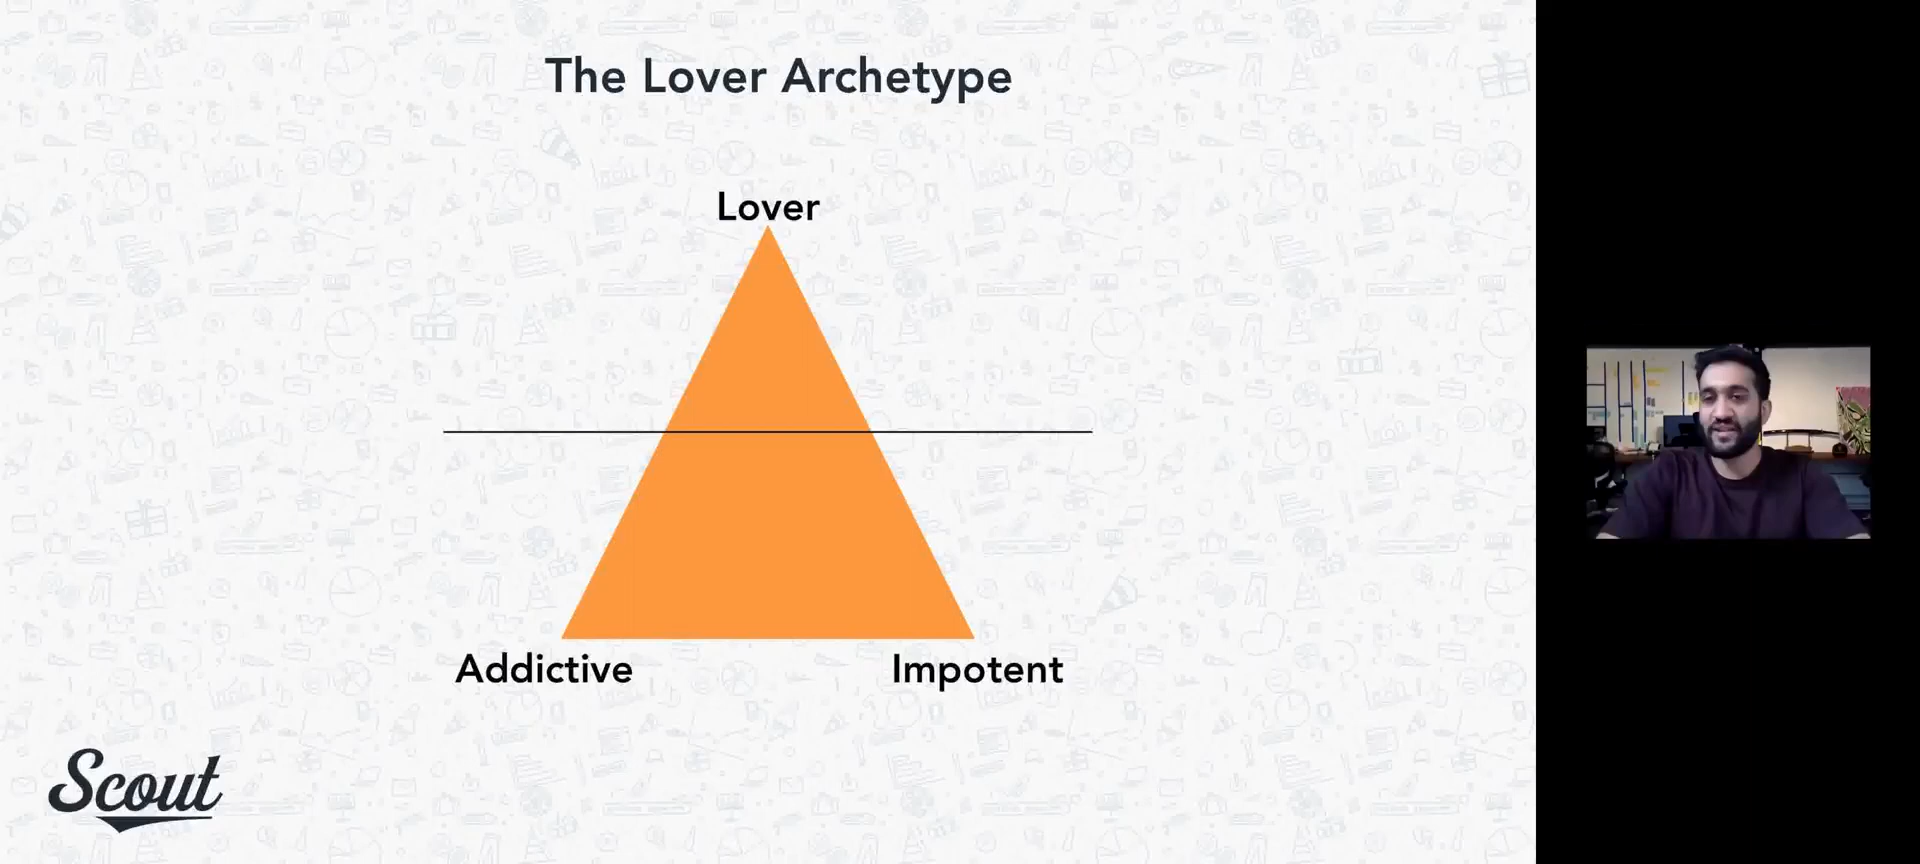 The Lover Archetype
Lover
Addictive
Impotent
Scout